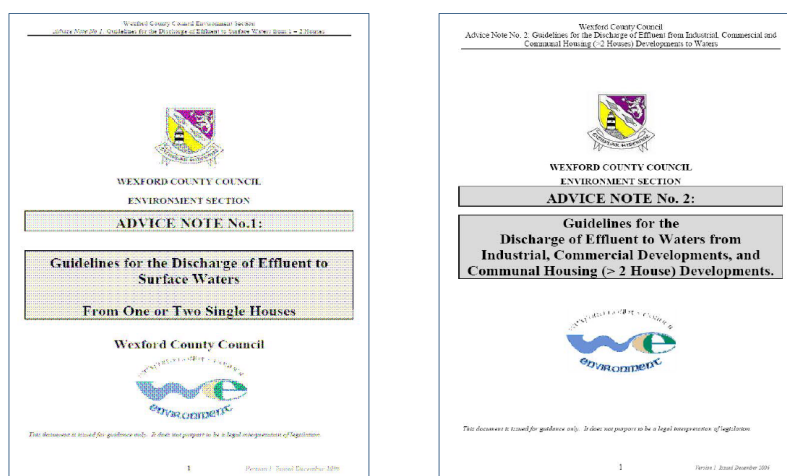 Wexford County Council Environment Section
Advice Note No 1: Guidelines for the Discharge of Effluent to Surface Waters from 1 – 2 Houses
WEXFORD COUNTY COUNCIL
ENVIRONMENT SECTION
ADVICE NOTE No.1:
Guidelines for the Discharge of Effluent to
Surface Waters
From One or Two Single Houses
Wexford County Council
environment
This document is issued for guidance only. It does not purport to be a legal interpretation of legislation.
1
Version 1 Issued December
Wexford County Council
Advice Note No. 2: Guidelines for the Discharge of Effluent from Industrial, Commercial and
Communal Housing (>2 Houses) Developments to Waters
WEXFORD COUNTY COUNCIL
ENVIRONMENT SECTION
ADVICE NOTE No. 2:
Guidelines for the
Discharge of Effluent to Waters from
Industrial, Commercial Developments, and
Communal Housing (> 2 House) Developments.
environment
This document is issued for guidance only. It does not purport to be a legal interpretation of legislation.
1
Version 1 Issued December